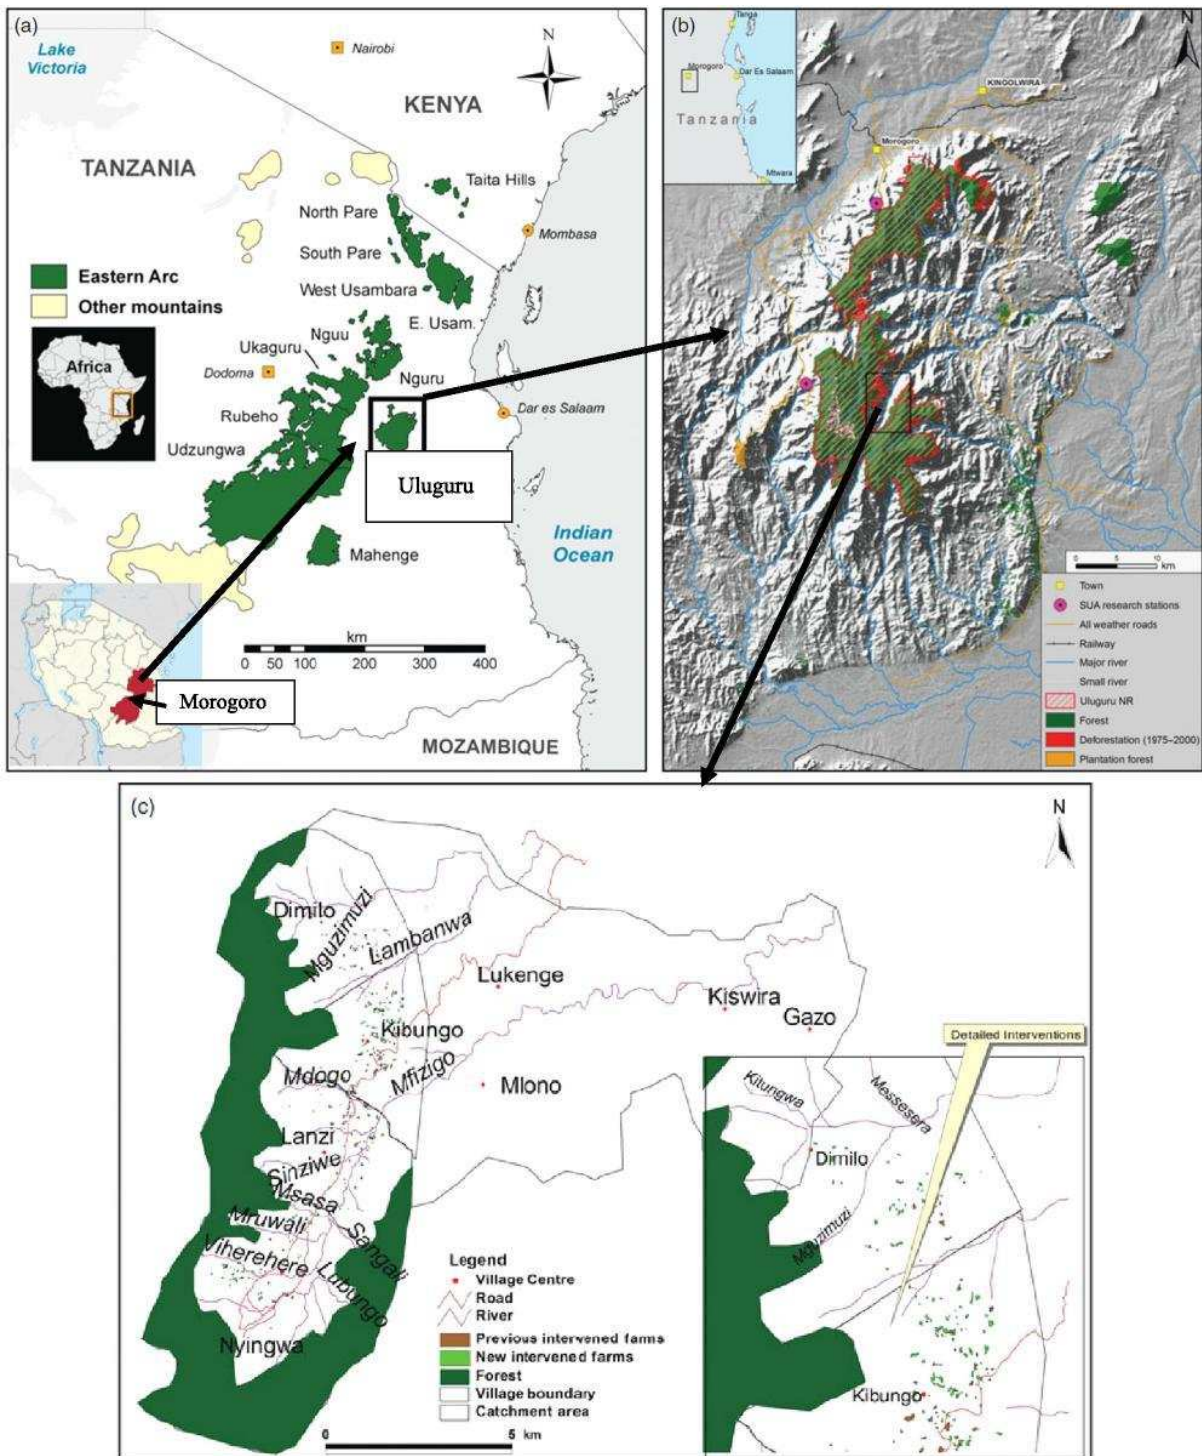 (a)
Lake
Victoria
Nairobi
N
KENYA
TANZANIA
Taita Hills
North Pare
Mombasa
South Pare
Eastern Arc
West Usambara
Other mountains
E. Usam.
Nguu
Ukaguru
Africa
Dodoma
Nguru
Dar es Salaam
Rubeho
Udzungwa
Uluguru
Indian
Ocean
Mahenge
km
0 50 100 200 300 400
Morogoro
MOZAMBIQUE
(b)
Tanga
N
Morogoro
Dar Es Salaam
KINGOLWIRA
Tanzania
Morogoro
Mtwara
0 5 10
km
Town
SUA research stations
All weather roads
Railway
Major river
Small river
Uluguru NR
Forest
Deforestation (1975–2000)
Plantation forest
(c)
N
Dimilo
Mguzimuzi
Lambanwa
Lukenge
Kiswira
Gazo
Kibungo
Mfizigo
Mlono
Mdogo
Lanzi
Sinziwe
Msasa
Mruwali
Sangali
Viherehere
Lubungo
Nyingwa
Detailed Interventions
Kitungwa
Messesera
Dimilo
Mguzimuzi
Kibungo
Legend
Village Centre
Road
River
Previous intervened farms
New intervened farms
Forest
Village boundary
Catchment area
0 5 km